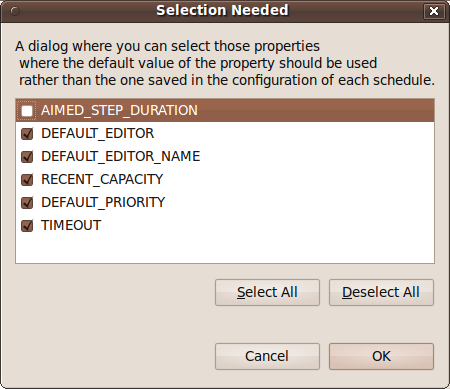 Selection Needed
A dialog where you can select those properties
where the default value of the property should be used
rather than the one saved in the configuration of each schedule.
AIMED_STEP_DURATION
DEFAULT_EDITOR
DEFAULT_EDITOR_NAME
RECENT_CAPACITY
DEFAULT_PRIORITY
TIMEOUT
Select All
Deselect All
Cancel
OK